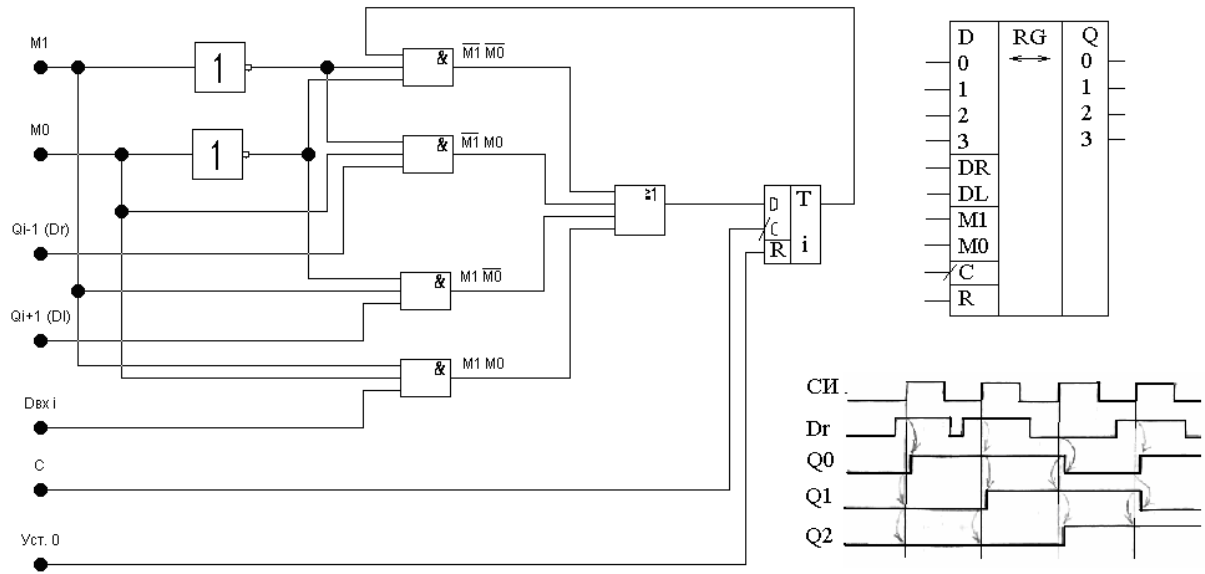 M1
1
& M1 M0
M0
1
& M1 M0
Qi-1 (Dr)
≥1
D T
C
R i
& M1 M0
Qi+1 (Dl)
& M1 M0
Dвх i
C
Уст. 0
D RG Q
0 ↔ 0
1 1
2 2
3 3
DR
DL
M1
M0
C
R
СИ .
Dr
Q0
Q1
Q2